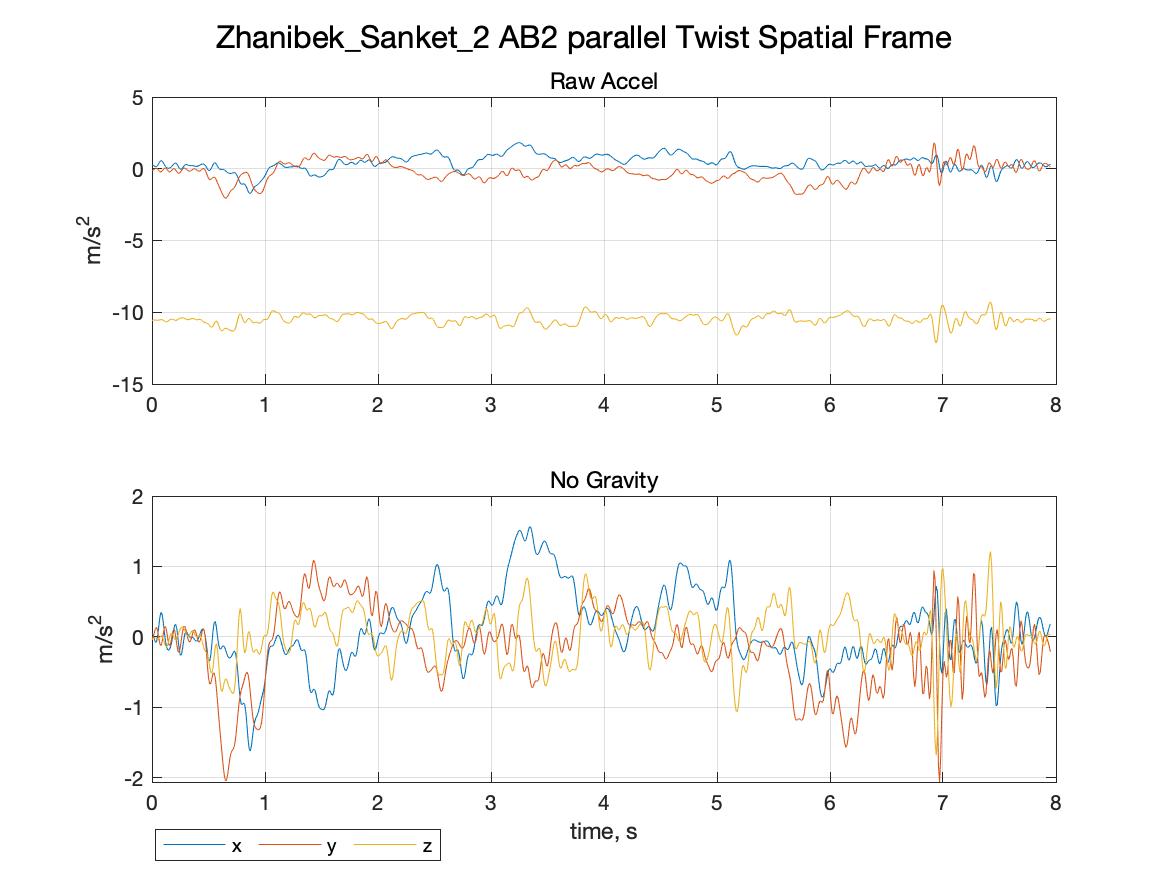 Zhanibek_Sanket_2 AB2 parallel Twist Spatial Frame
Raw Accel
5
0
-5
-10
-15
m/s²
0 1 2 3 4 5 6 7 8
No Gravity
2
1
0
-1
-2
m/s²
0 1 2 3 4 5 6 7 8
time, s
x y z